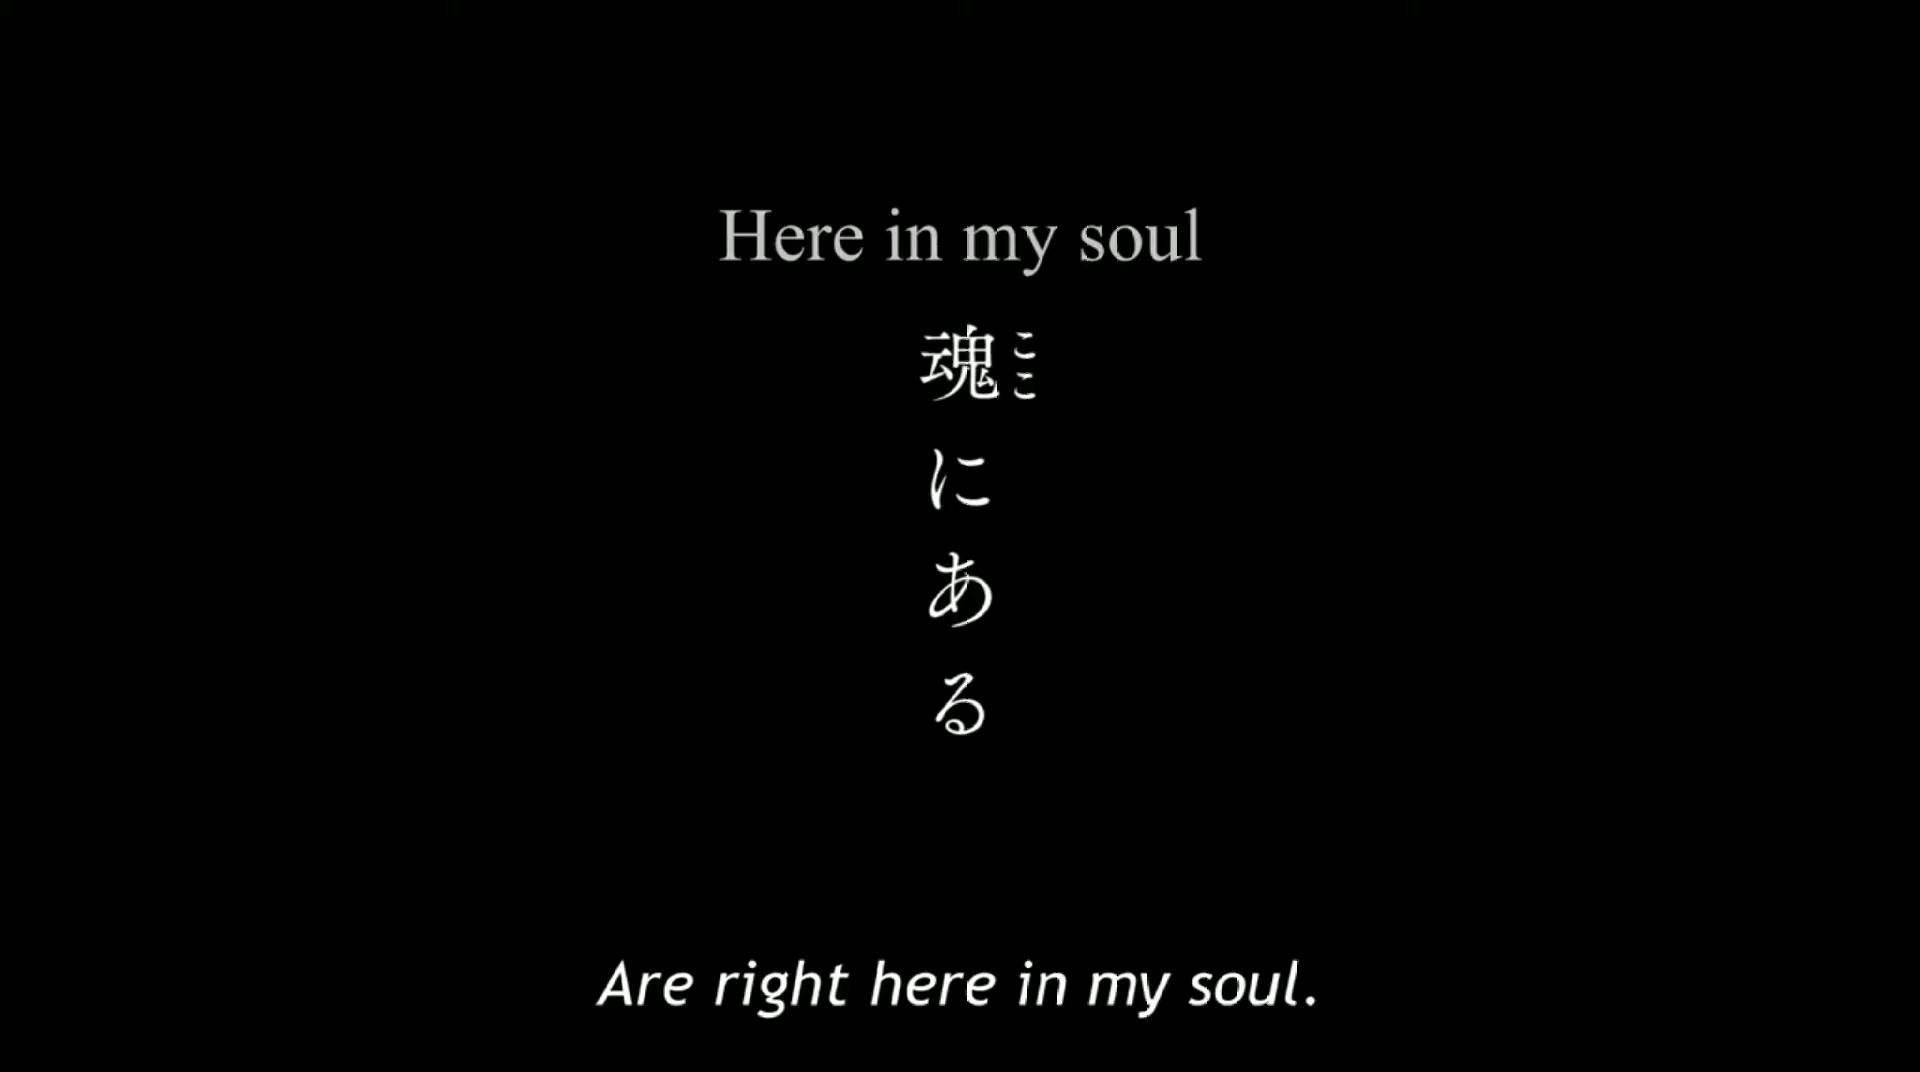 Here in my soul
魂にある
ここ
Are right here in my soul.